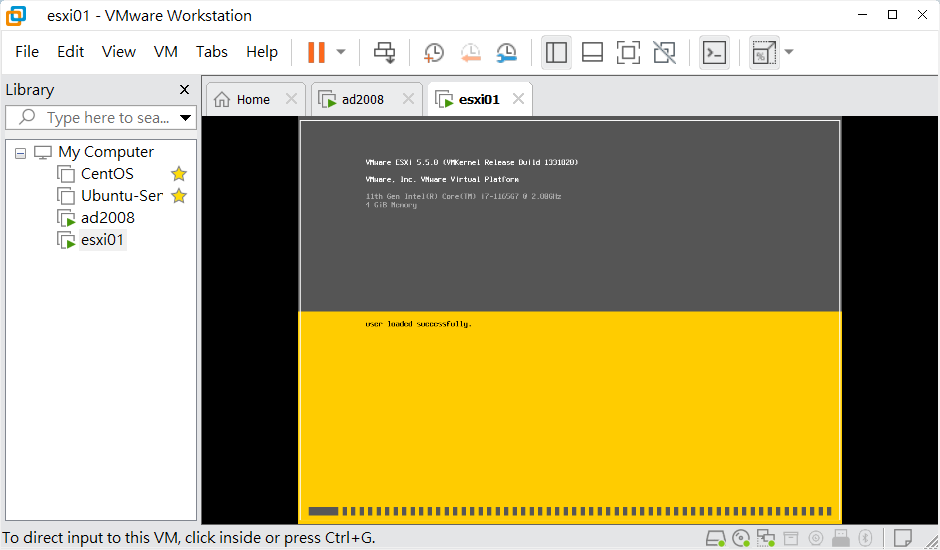 esxi01 - VMware Workstation
File Edit View VM Tabs Help
Library
Type here to sea...
My Computer
CentOS
Ubuntu-Ser
ad2008
esxi01
Home
ad2008
esxi01
VMware ESXi 5.5.0 (VMKernel Release Build 1331820)
VMware, Inc. VMware Virtual Platform
11th Gen Intel(R) Core(TM) i7-1165G7 @ 2.80GHz
4 GiB Memory
user loaded successfully.
To direct input to this VM, click inside or press Ctrl+G.